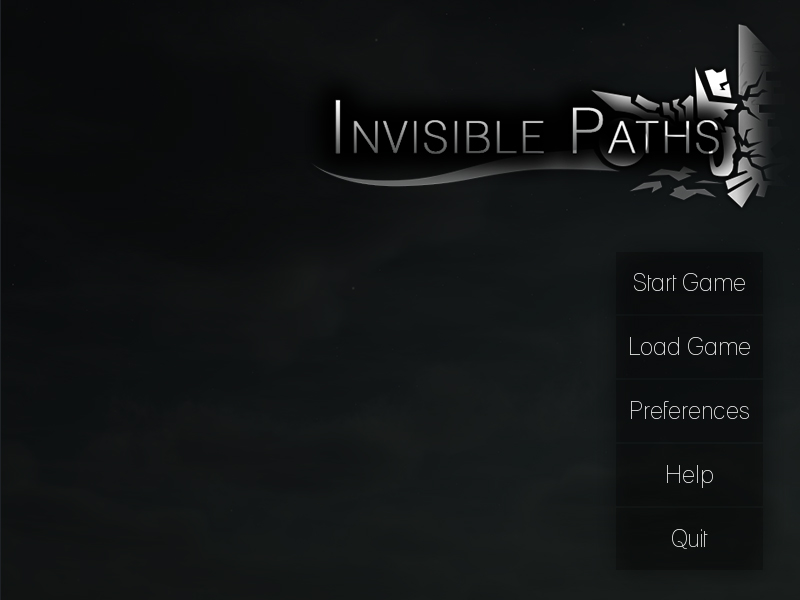 Invisible Paths
Start Game
Load Game
Preferences
Help
Quit